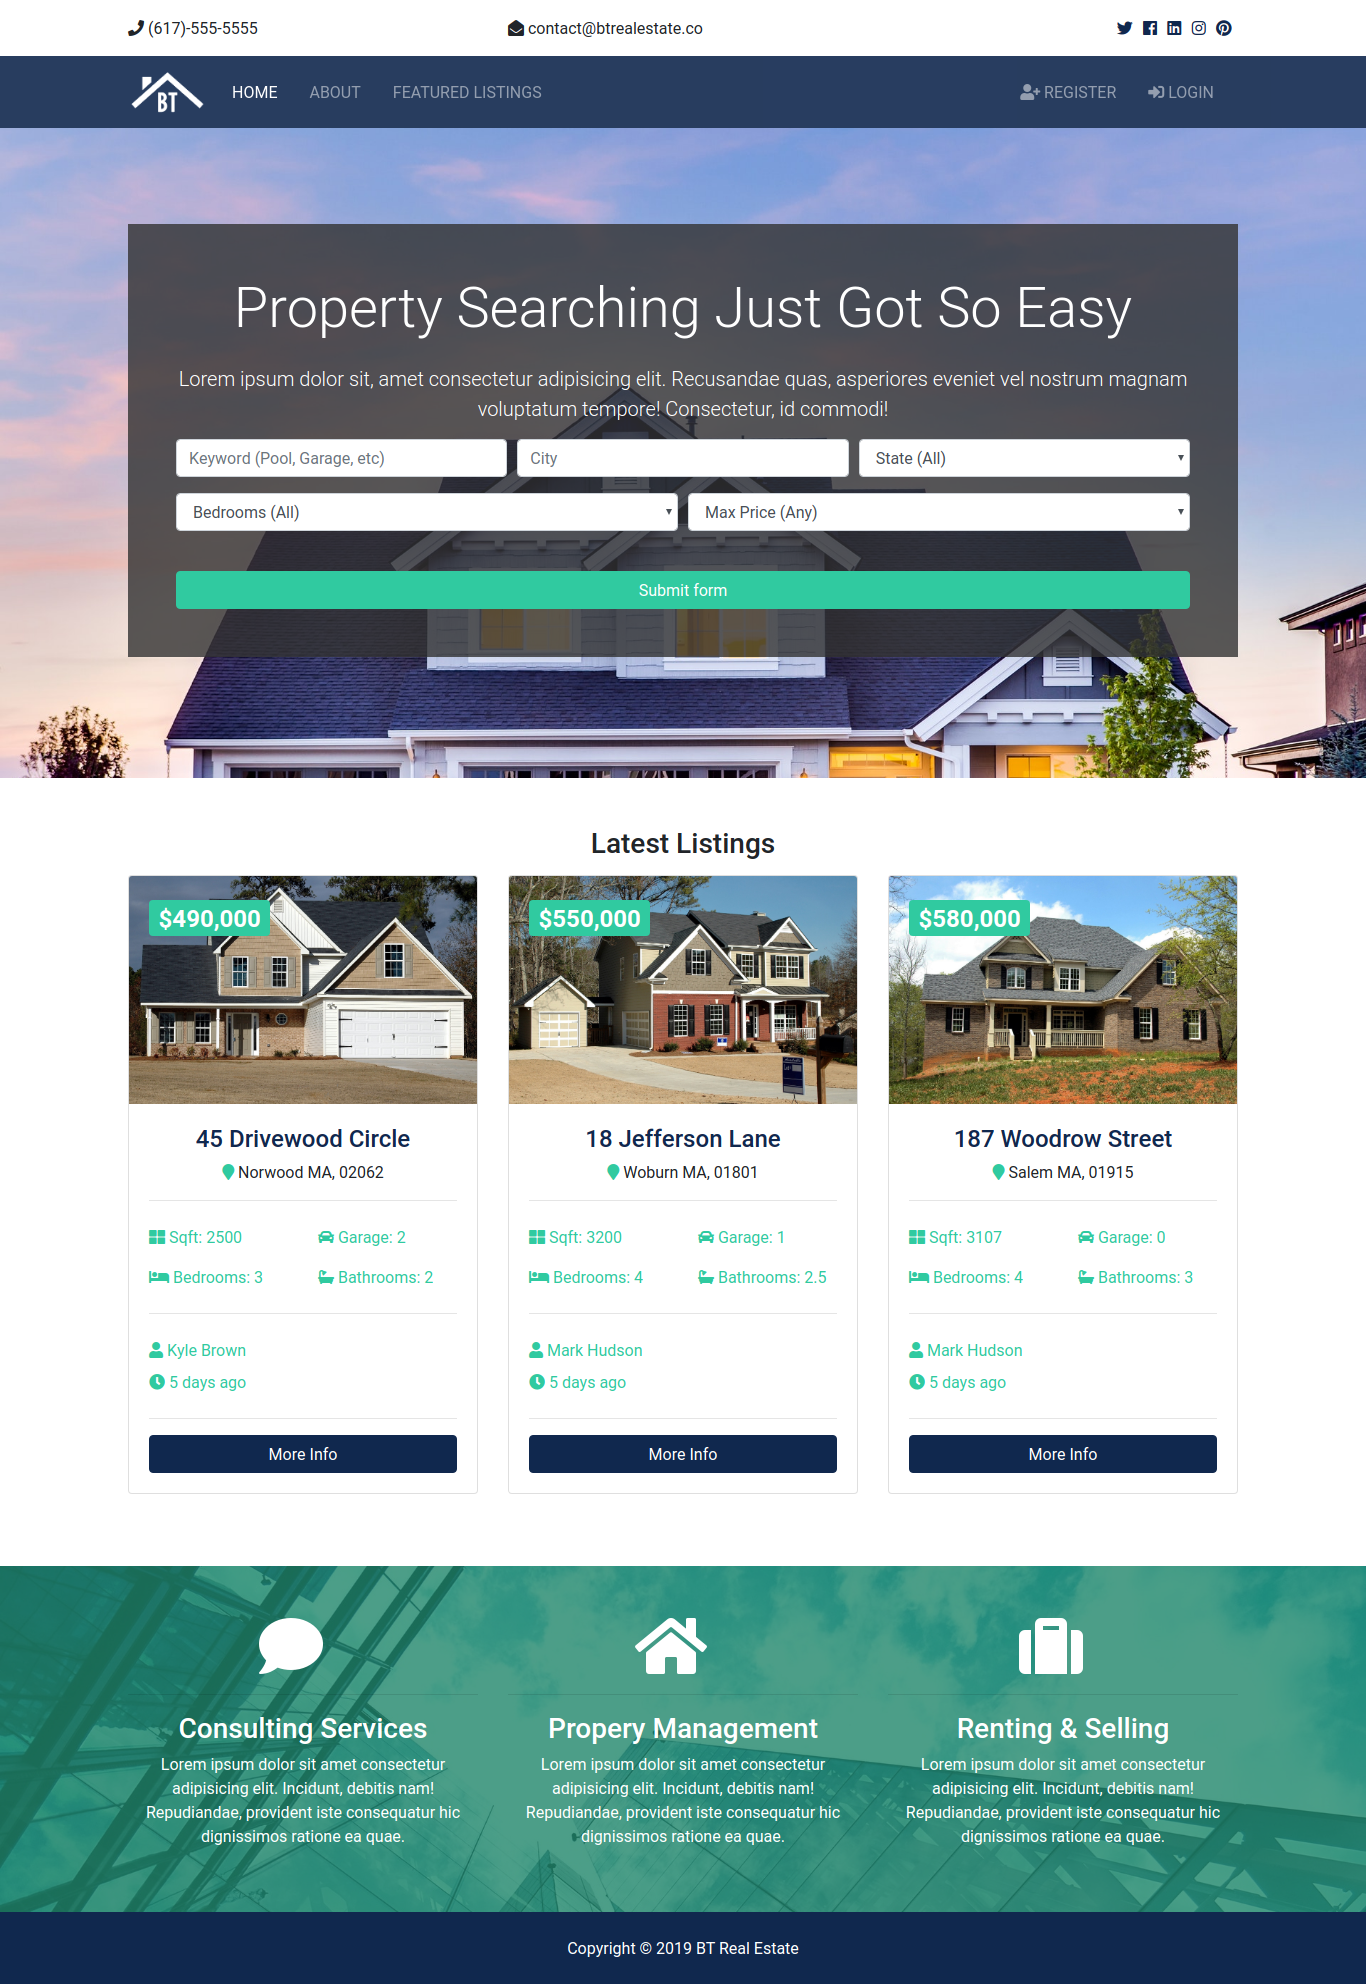 (617)-555-5555
contact@btrealestate.co
BT
HOME
ABOUT
FEATURED LISTINGS
REGISTER
LOGIN
Property Searching Just Got So Easy
Lorem ipsum dolor sit, amet consectetur adipisicing elit. Recusandae quas, asperiores eveniet vel nostrum magnam
voluptatum tempore! Consectetur, id commodi!
Keyword (Pool, Garage, etc)
City
State (All)
Bedrooms (All)
Max Price (Any)
Submit form
Latest Listings
$490,000
45 Drivewood Circle
Norwood MA, 02062
Sqft: 2500
Garage: 2
Bedrooms: 3
Bathrooms: 2
Kyle Brown
5 days ago
More Info
$550,000
18 Jefferson Lane
Woburn MA, 01801
Sqft: 3200
Garage: 1
Bedrooms: 4
Bathrooms: 2.5
Mark Hudson
5 days ago
More Info
$580,000
187 Woodrow Street
Salem MA, 01915
Sqft: 3107
Garage: 0
Bedrooms: 4
Bathrooms: 3
Mark Hudson
5 days ago
More Info
Consulting Services
Lorem ipsum dolor sit amet consectetur
adipisicing elit. Incidunt, debitis nam!
Repudiandae, provident iste consequatur hic
dignissimos ratione ea quae.
Propery Management
Lorem ipsum dolor sit amet consectetur
adipisicing elit. Incidunt, debitis nam!
Repudiandae, provident iste consequatur hic
dignissimos ratione ea quae.
Renting & Selling
Lorem ipsum dolor sit amet consectetur
adipisicing elit. Incidunt, debitis nam!
Repudiandae, provident iste consequatur hic
dignissimos ratione ea quae.
Copyright © 2019 BT Real Estate